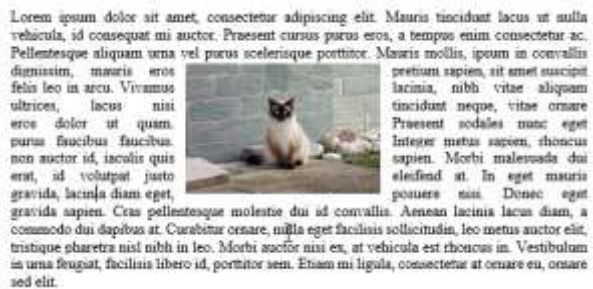 Lorem ipsum dolor sit amet, consectetur adipiscing elit. Mauris tincidunt lacus ut nulla
vehicula, id consequat mi auctor. Praesent cursus purus eros, a tempus enim consectetur ac.
Pellentesque aliquam urna vel purus scelerisque porttitor. Mauris mollis, ipsum in convallis
dignissim, mauris eros pretium sapien, sit amet suscipit
felis leo in arcu. Vivamus lacinia, nibh vitae aliquam
ultrices, lacus nisi tincidunt neque, vitae ornare
eros dolor ut quam. Praesent sodales nunc eget
purus faucibus faucibus. Integer metus sapien, rhoncus
non auctor id, iaculis quis sapien. Morbi malesuada dui
erat, id volutpat justo eleifend at. In eget mauris
gravida, lacinia diam eget, posuere nisi. Donec eget
gravida sapien. Cras pellentesque molestie dui id convallis. Aenean lacinia lacus diam, a
commodo dui dapibus at. Curabitur ornare, nulla eget facilisis sollicitudin, leo metus auctor elit,
tristique pharetra nisl nibh in leo. Morbi auctor nisi ex, at vehicula est rhoncus in. Vestibulum
in urna feugiat, facilisis libero id, porttitor sem. Etiam mi ligula, consectetur at ornare eu, ornare
sed elit.